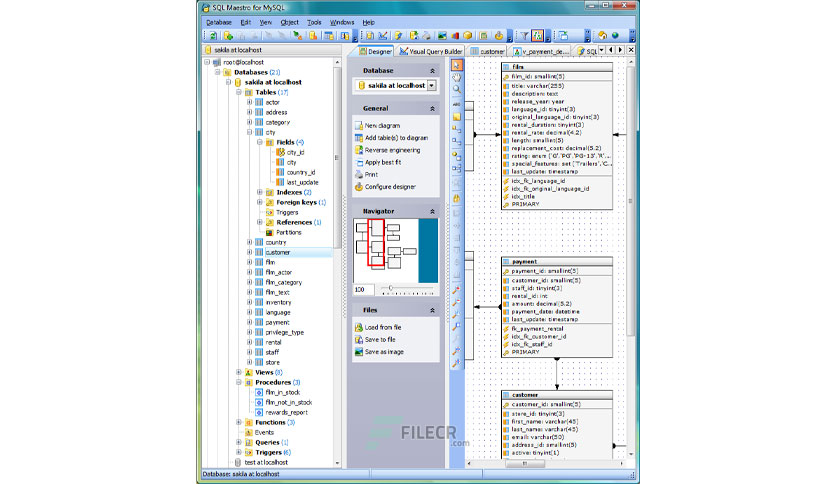 SQL Maestro for MySQL
Database Edit View Object Tools Windows Help
sakila at localhost
Designer Visual Query Builder customer v_payment_de... SQL
root@localhost
Databases (21)
sakila at localhost
Tables (17)
actor
address
category
city
Fields (4)
city_id
city
country_id
last_update
Indexes (2)
Foreign keys (1)
Triggers
References (1)
Partitions
country
customer
film
film_actor
film_category
film_text
inventory
language
payment
privilege_type
rental
staff
store
Views (8)
Procedures (3)
film_in_stock
film_not_in_stock
rewards_report
Functions (3)
Events
Queries (1)
Triggers (6)
test at localhost
Database: sakila at localhost
Database
sakila at localhost
General
New diagram
Add table(s) to diagram
Reverse engineering
Apply best fit
Print
Configure designer
Navigator
100
Files
Load from file
Save to file
Save as image
film
film_id: smallint(5)
title: varchar(255)
description: text
release_year: year
language_id: tinyint(3)
original_language_id: tinyint(3)
rental_duration: tinyint(3)
rental_rate: decimal(4.2)
length: smallint(5)
replacement_cost: decimal(5.2)
rating: enum ('G','PG','PG-13','R',...
special_features: set ('Trailers','C...
last_update: timestamp
idx_fk_language_id
idx_fk_original_language_id
idx_title
PRIMARY
payment
payment_id: smallint(5)
customer_id: smallint(5)
staff_id: tinyint(3)
rental_id: int
amount: decimal(5.2)
payment_date: datetime
last_update: timestamp
fk_payment_rental
idx_fk_customer_id
idx_fk_staff_id
PRIMARY
customer
customer_id: smallint(5)
store_id: tinyint(3)
first_name: varchar(45)
last_name: varchar(45)
email: varchar(50)
address_id: smallint(5)
active: tinyint(1)
FILECR
.com